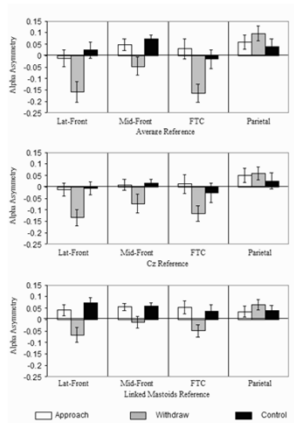 Alpha Asymmetry
0.15
0.1
0.05
0
-0.05
-0.1
-0.15
-0.2
-0.25
Lat-Front Mid-Front FTC Parietal
Average Reference
Alpha Asymmetry
0.15
0.1
0.05
0
-0.05
-0.1
-0.15
-0.2
-0.25
Lat-Front Mid-Front FTC Parietal
Cz Reference
Alpha Asymmetry
0.15
0.1
0.05
0
-0.05
-0.1
-0.15
-0.2
-0.25
Lat-Front Mid-Front FTC Parietal
Linked Mastoids Reference
Approach Withdraw Control